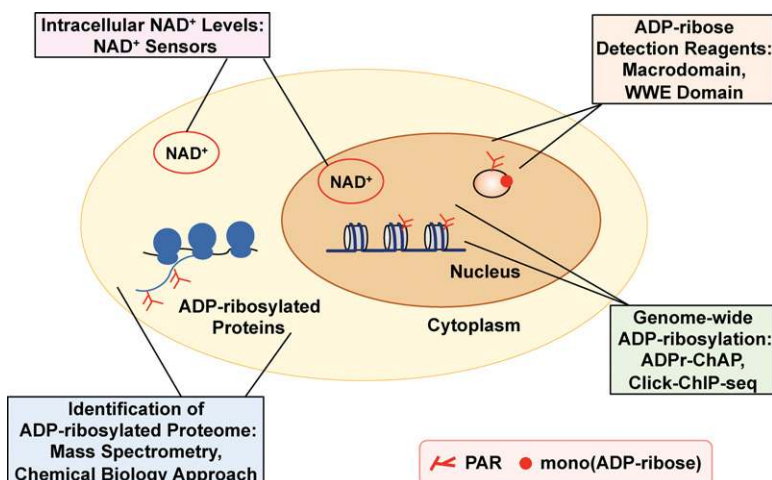 Intracellular NAD⁺ Levels:
NAD⁺ Sensors
ADP-ribose
Detection Reagents:
Macrodomain,
WWE Domain
NAD⁺
NAD⁺
Nucleus
ADP-ribosylated
Proteins
Cytoplasm
Genome-wide
ADP-ribosylation:
ADPr-ChAP,
Click-ChIP-seq
Identification of
ADP-ribosylated Proteome:
Mass Spectrometry,
Chemical Biology Approach
PAR
mono(ADP-ribose)